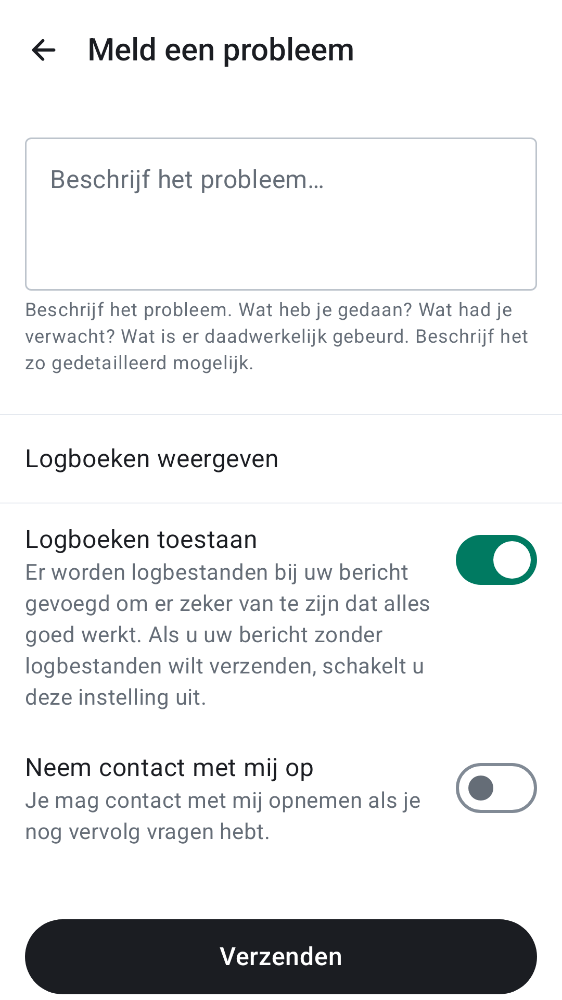 Meld een probleem
Beschrijf het probleem…
Beschrijf het probleem. Wat heb je gedaan? Wat had je
verwacht? Wat is er daadwerkelijk gebeurd. Beschrijf het
zo gedetailleerd mogelijk.
Logboeken weergeven
Logboeken toestaan
Er worden logbestanden bij uw bericht
gevoegd om er zeker van te zijn dat alles
goed werkt. Als u uw bericht zonder
logbestanden wilt verzenden, schakelt u
deze instelling uit.
Neem contact met mij op
Je mag contact met mij opnemen als je
nog vervolg vragen hebt.
Verzenden